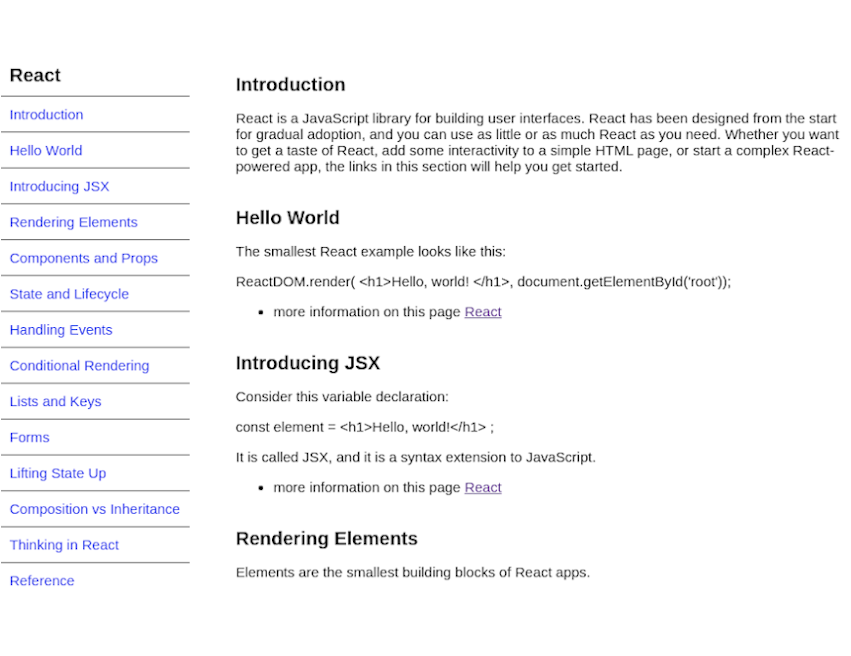 React
Introduction
Hello World
Introducing JSX
Rendering Elements
Components and Props
State and Lifecycle
Handling Events
Conditional Rendering
Lists and Keys
Forms
Lifting State Up
Composition vs Inheritance
Thinking in React
Reference
Introduction
React is a JavaScript library for building user interfaces. React has been designed from the start
for gradual adoption, and you can use as little or as much React as you need. Whether you want
to get a taste of React, add some interactivity to a simple HTML page, or start a complex React-
powered app, the links in this section will help you get started.
Hello World
The smallest React example looks like this:
ReactDOM.render( <h1>Hello, world! </h1>, document.getElementById('root'));
• more information on this page React
Introducing JSX
Consider this variable declaration:
const element = <h1>Hello, world!</h1> ;
It is called JSX, and it is a syntax extension to JavaScript.
• more information on this page React
Rendering Elements
Elements are the smallest building blocks of React apps.